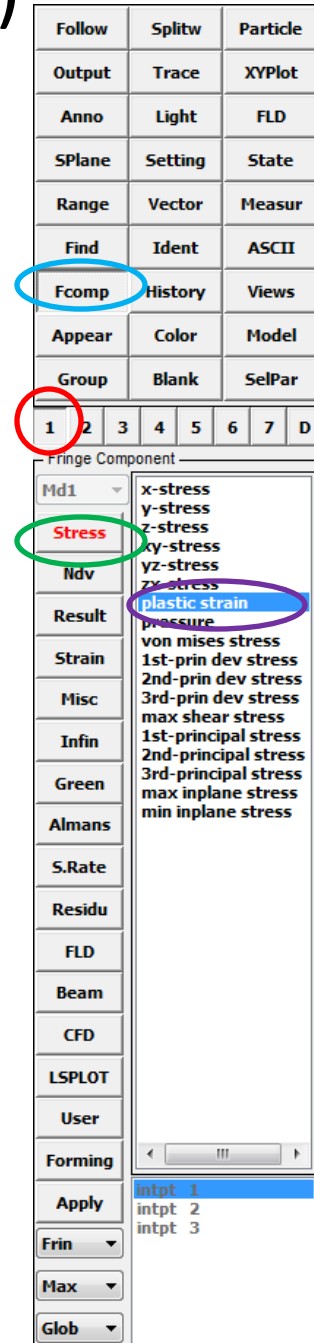 )
Follow Splitw Particle
Output Trace XYPlot
Anno Light FLD
SPlane Setting State
Range Vector Measur
Find Ident ASCII
Fcomp History Views
Appear Color Model
Group Blank SelPar
1 2 3 4 5 6 7 D
Fringe Component
Md1
Stress
Ndv
Result
Strain
Misc
Infin
Green
Almans
S.Rate
Residu
FLD
Beam
CFD
LSPLOT
User
Forming
Apply
Frin
Max
Glob
x-stress
y-stress
z-stress
xy-stress
yz-stress
zx-stress
plastic strain
pressure
von mises stress
1st-prin dev stress
2nd-prin dev stress
3rd-prin dev stress
max shear stress
1st-principal stress
2nd-principal stress
3rd-principal stress
max inplane stress
min inplane stress
intpt 1
intpt 2
intpt 3